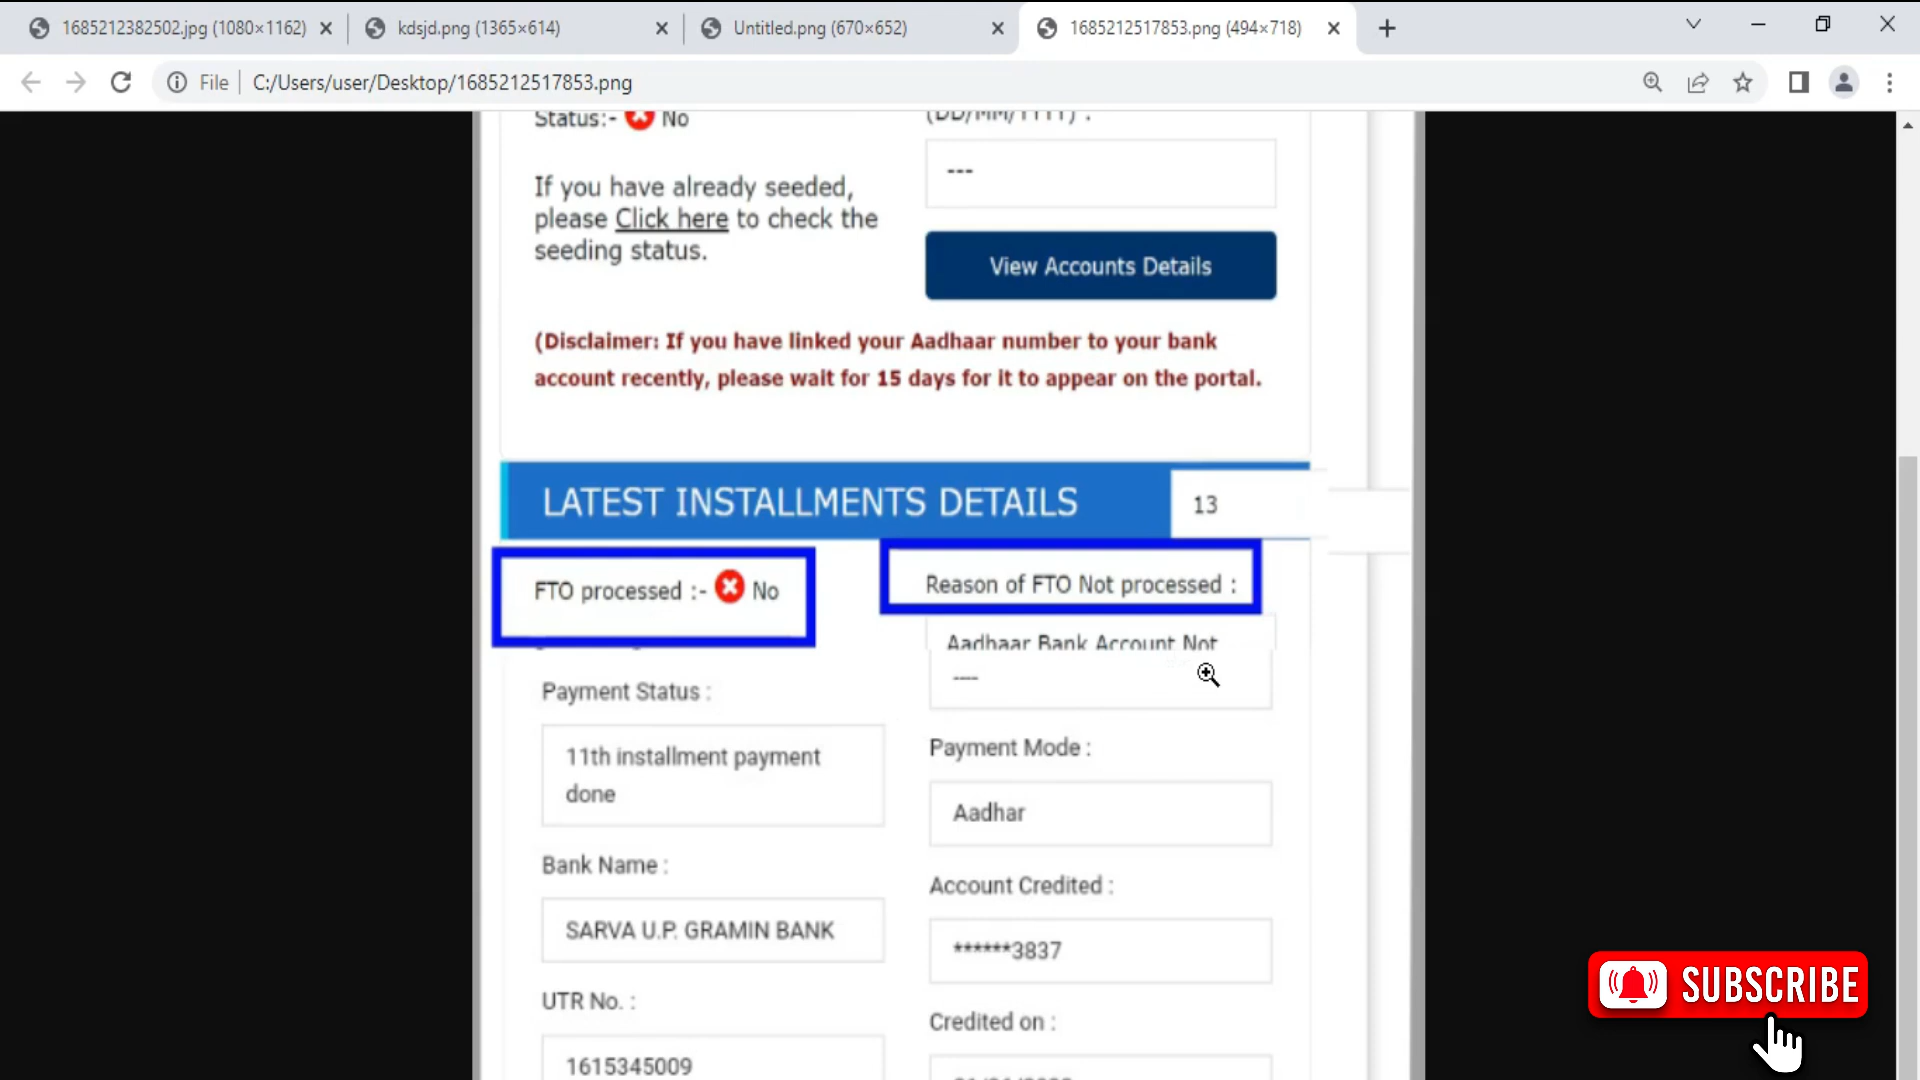 1685212382502.jpg (1080×1162)
kdsjd.png (1365×614)
Untitled.png (670×652)
1685212517853.png (494×718)
File
C:/Users/user/Desktop/1685212517853.png
Status:- No
(DD/MM/YYYY) :
---
If you have already seeded,
please Click here to check the
seeding status.
View Accounts Details
(Disclaimer: If you have linked your Aadhaar number to your bank
account recently, please wait for 15 days for it to appear on the portal.
LATEST INSTALLMENTS DETAILS
13
FTO processed :- No
Reason of FTO Not processed :
Aadhaar Bank Account Not
---
Payment Status :
11th installment payment
done
Payment Mode :
Aadhar
Bank Name :
SARVA U.P. GRAMIN BANK
Account Credited :
******3837
UTR No. :
1615345009
Credited on :
SUBSCRIBE